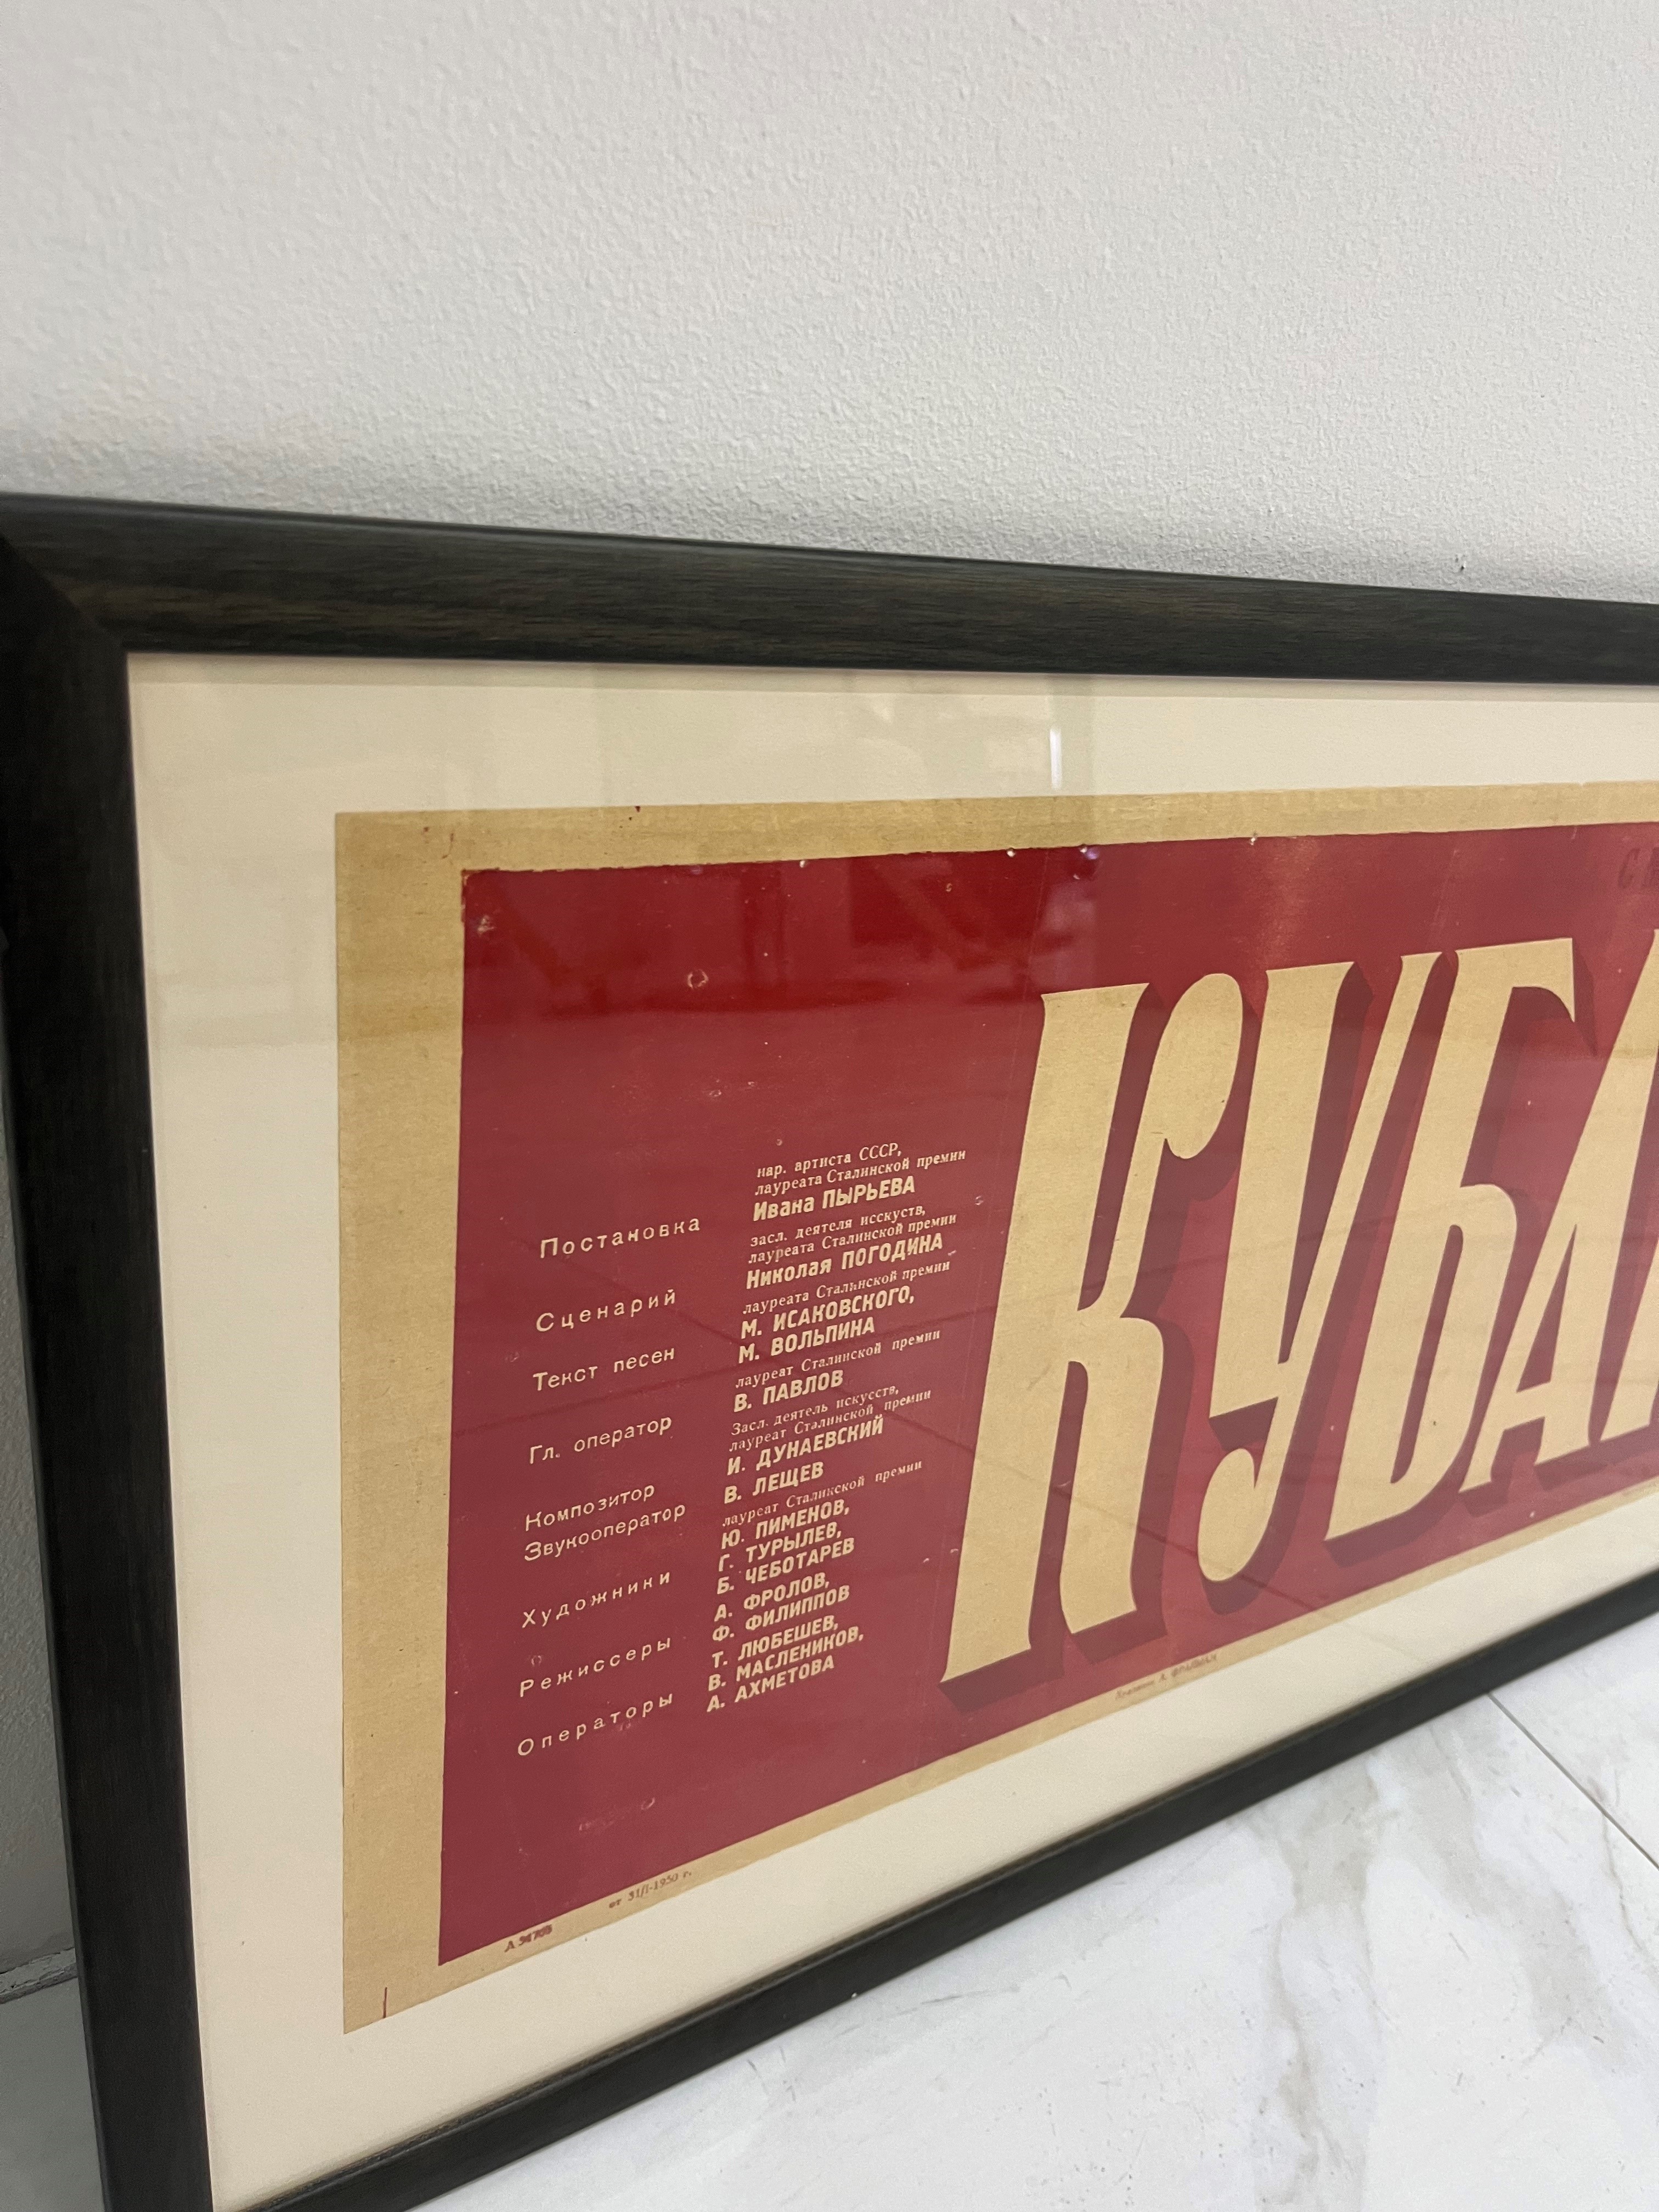 КУБА
Постановка
нар. артиста СССР,
лауреата Сталинской премии
Ивана ПЫРЬЕВА
Сценарий
засл. деятеля исскуств,
лауреата Сталинской премии
Николая ПОГОДИНА
Текст песен
лауреата Сталинской премии
М. ИСАКОВСКОГО,
М. ВОЛЬПИНА
Гл. оператор
лауреат Сталинской премии
В. ПАВЛОВ
Композитор
Засл. деятель искусств,
лауреат Сталинской премии
И. ДУНАЕВСКИЙ
Звукооператор
В. ЛЕЩЕВ
Художники
лауреат Сталинской премии
Ю. ПИМЕНОВ,
Г. ТУРЫЛЕВ,
Б. ЧЕБОТАРЕВ
Режиссеры
А. ФРОЛОВ,
Ф. ФИЛИППОВ
Операторы
Т. ЛЮБЕШЕВ,
В. МАСЛЕНИКОВ,
А. АХМЕТОВА
от 31/I-1950 г.